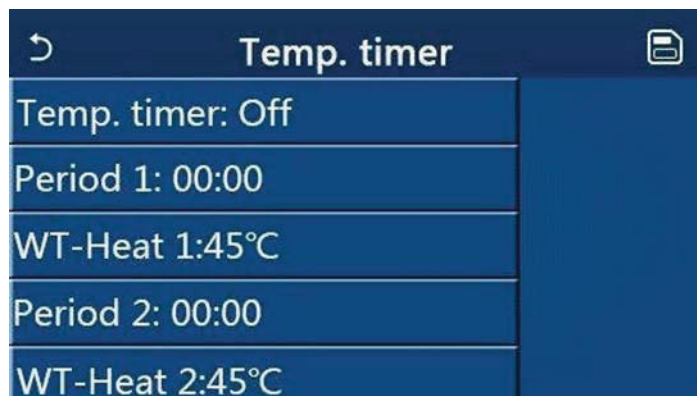 Temp. timer
Temp. timer: Off
Period 1: 00:00
WT-Heat 1:45℃
Period 2: 00:00
WT-Heat 2:45℃